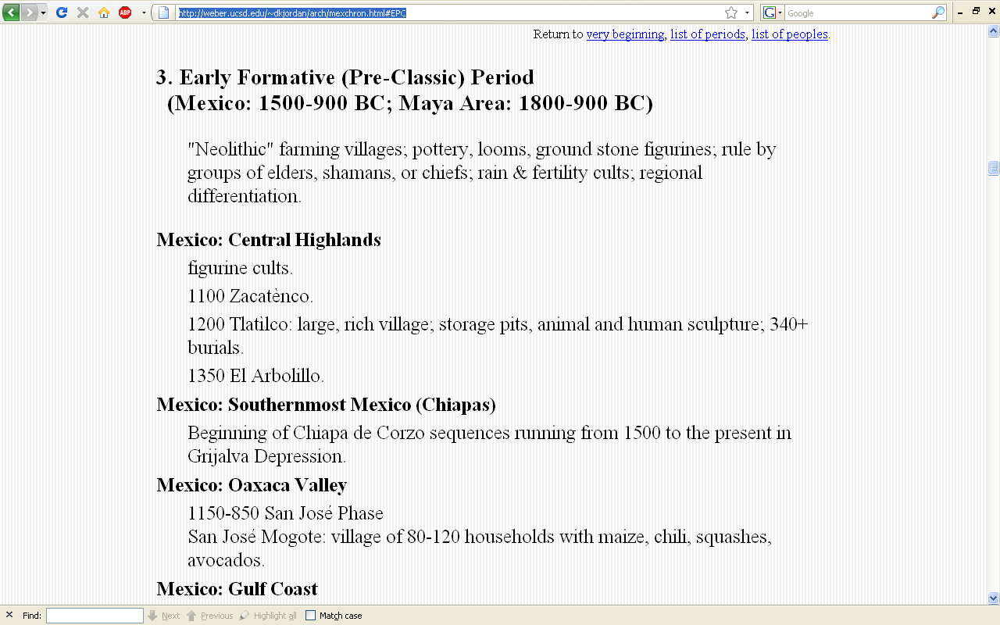 ABP
http://weber.ucsd.edu/~dkjordan/arch/mexchron.html#EPC
G
Google
Return to very beginning, list of periods, list of peoples.
3. Early Formative (Pre-Classic) Period
(Mexico: 1500-900 BC; Maya Area: 1800-900 BC)
"Neolithic" farming villages; pottery, looms, ground stone figurines; rule by
groups of elders, shamans, or chiefs; rain & fertility cults; regional
differentiation.
Mexico: Central Highlands
figurine cults.
1100 Zacatènco.
1200 Tlatìlco: large, rich village; storage pits, animal and human sculpture; 340+
burials.
1350 El Arbolillo.
Mexico: Southernmost Mexico (Chiapas)
Beginning of Chiapa de Corzo sequences running from 1500 to the present in
Grijalva Depression.
Mexico: Oaxaca Valley
1150-850 San José Phase
San José Mogote: village of 80-120 households with maize, chili, squashes,
avocados.
Mexico: Gulf Coast
Find:
Next
Previous
Highlight all
Match case